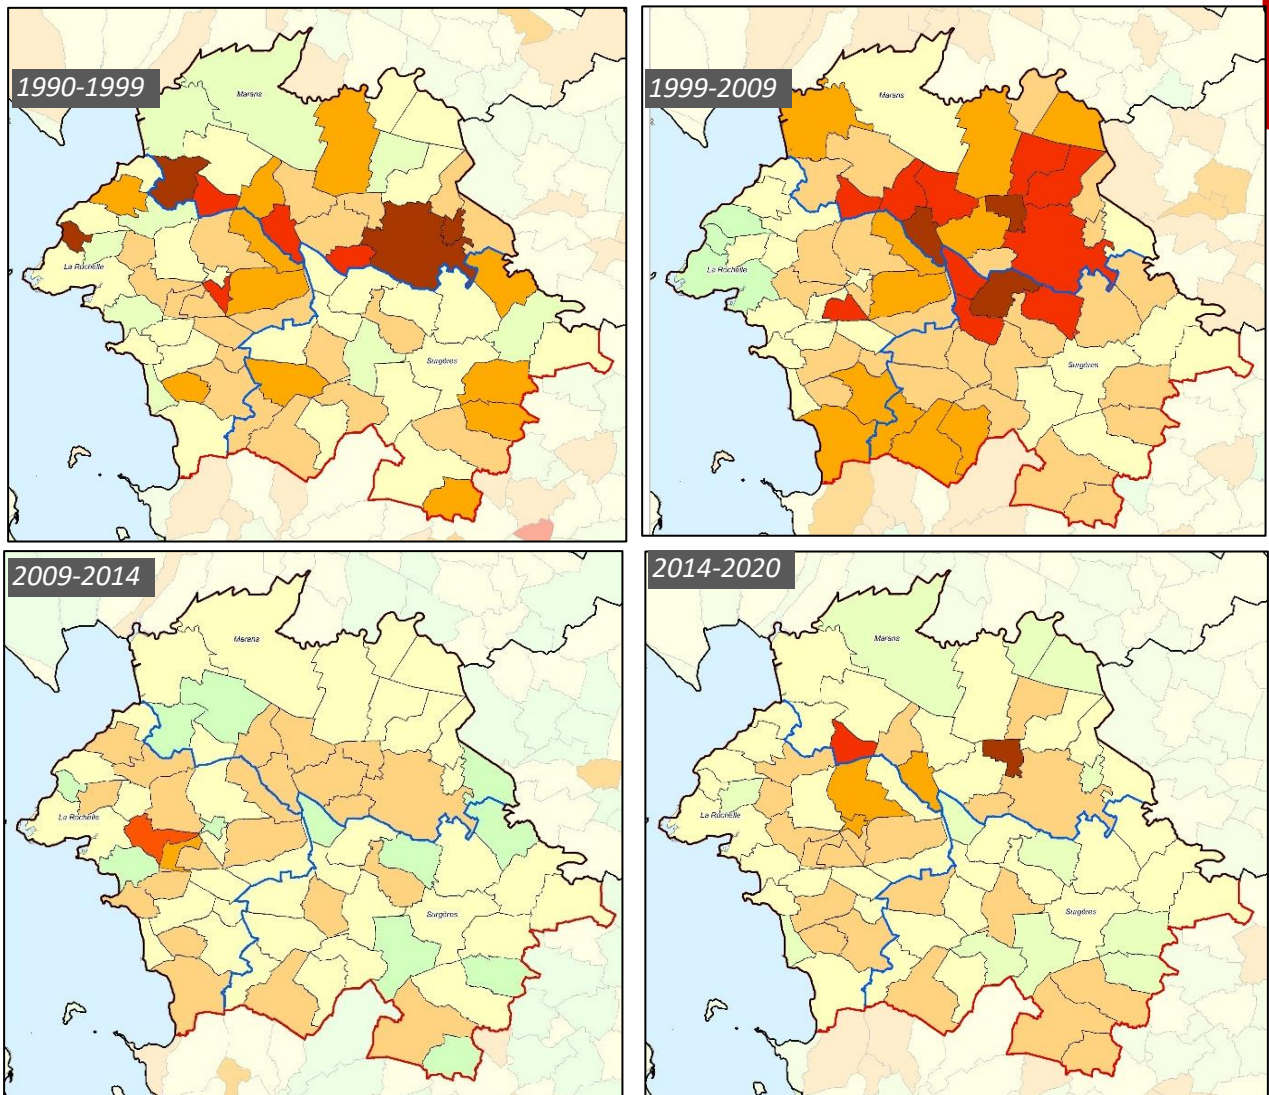 1990-1999
Marans
La Rochelle
Surgères
1999-2009
Marans
La Rochelle
Surgères
2009-2014
Marans
La Rochelle
Surgères
2014-2020
Marans
La Rochelle
Surgères